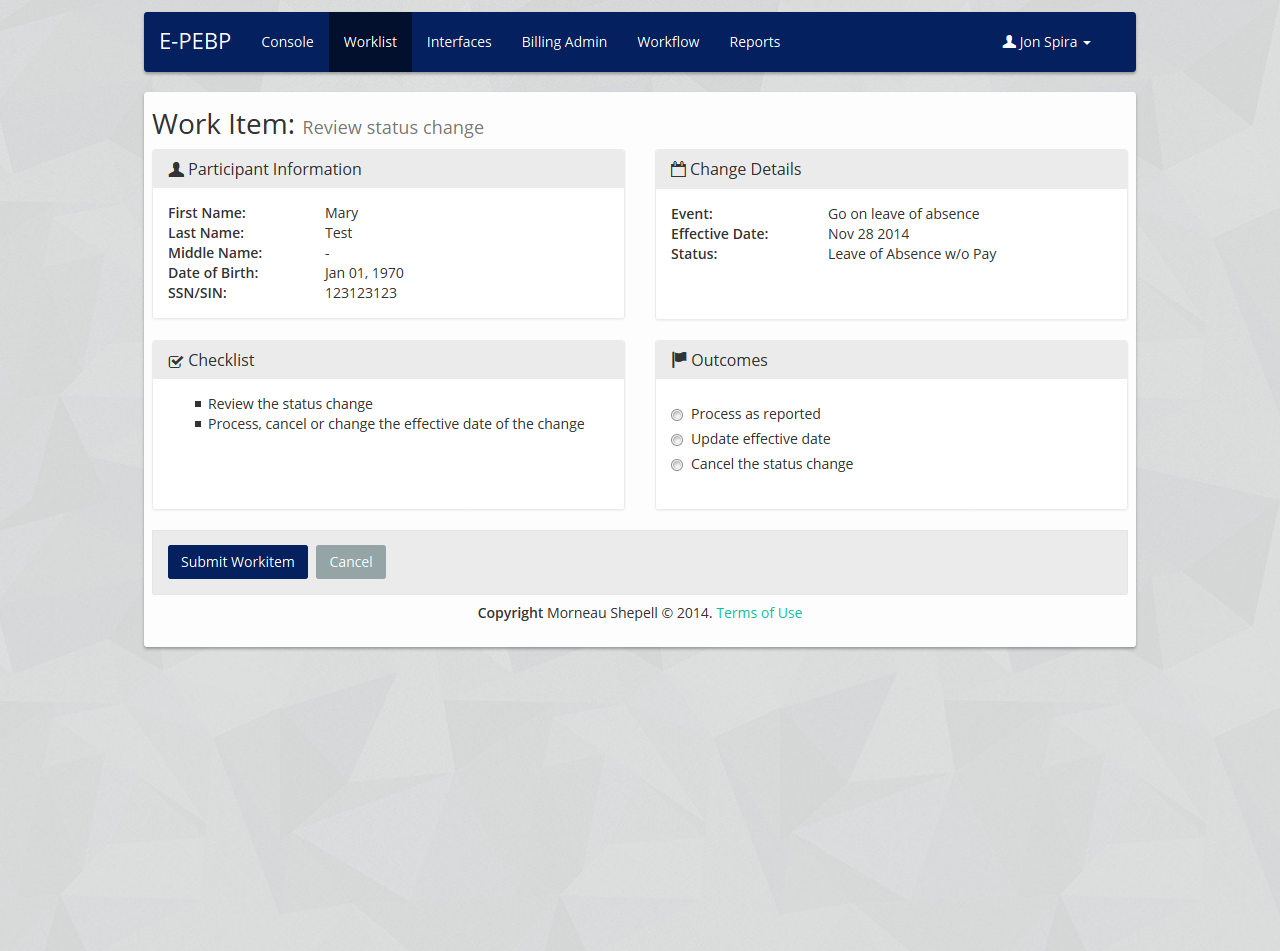 E-PEBP Console Worklist Interfaces Billing Admin Workflow Reports Jon Spira
Work Item: Review status change
Participant Information
First Name: Mary
Last Name: Test
Middle Name: -
Date of Birth: Jan 01, 1970
SSN/SIN: 123123123
Change Details
Event: Go on leave of absence
Effective Date: Nov 28 2014
Status: Leave of Absence w/o Pay
Checklist
Review the status change
Process, cancel or change the effective date of the change
Outcomes
Process as reported
Update effective date
Cancel the status change
Submit Workitem Cancel
Copyright Morneau Shepell © 2014. Terms of Use